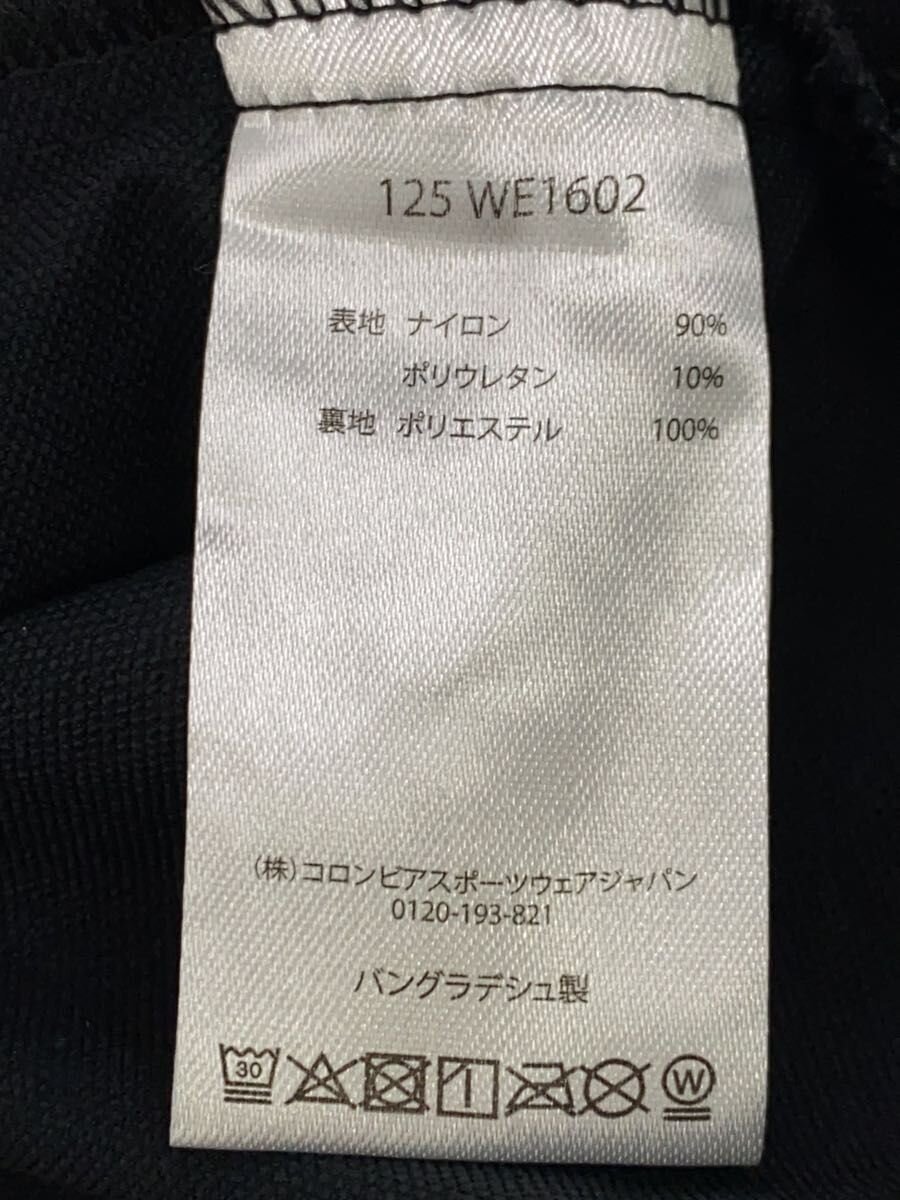 125 WE1602
表地 ナイロン 90%
ポリウレタン 10%
裏地 ポリエステル 100%
(株)コロンビアスポーツウェアジャパン
0120-193-821
バングラデシュ製
30 W